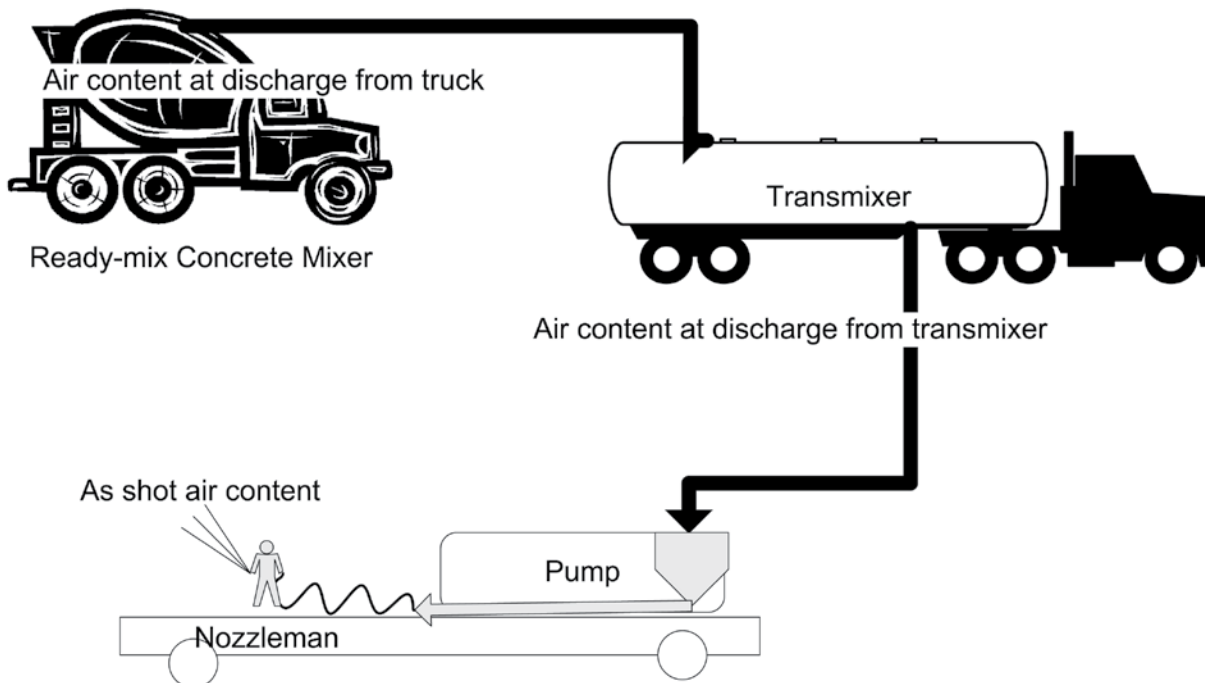 Air content at discharge from truck
Transmixer
Ready-mix Concrete Mixer
Air content at discharge from transmixer
As shot air content
Pump
Nozzleman